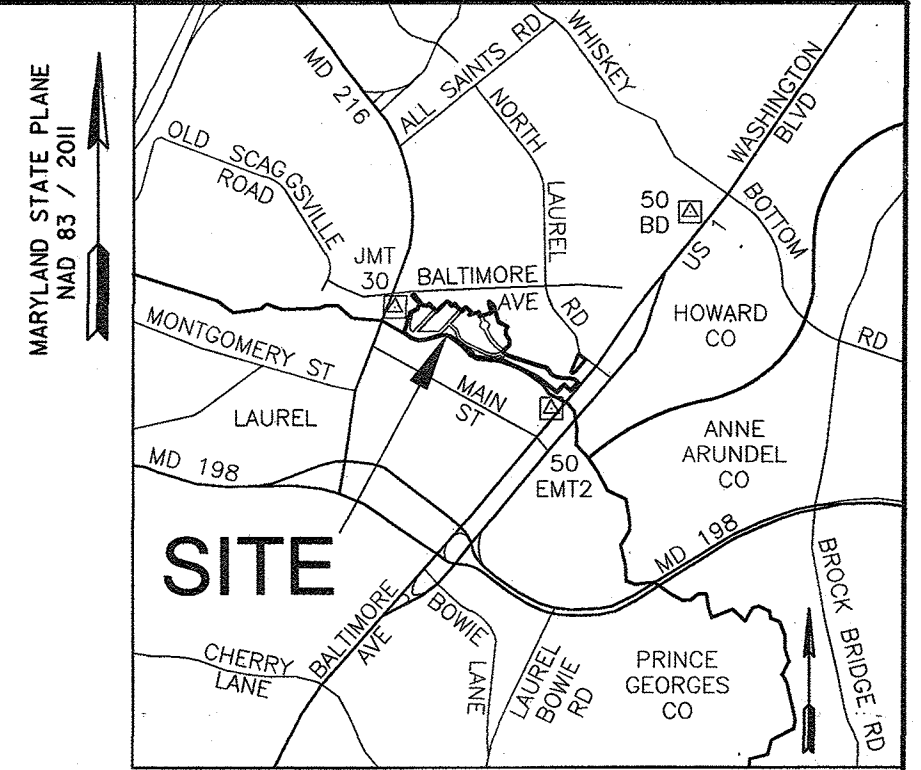 MARYLAND STATE PLANE
NAD 83 / 2011
MD 216
ALL SAINTS RD
WHISKEY
BOTTOM
RD
NORTH
LAUREL
RD
WASHINGTON
BLVD
US 1
OLD SCAGGSVILLE
ROAD
50
BD
JMT
30
BALTIMORE
AVE
HOWARD
CO
MONTGOMERY ST
MAIN
ST
LAUREL
ANNE
ARUNDEL
CO
MD 198
50
EMT2
MD 198
SITE
BROCK BRIDGE RD
BALTIMORE
AVE
BOWIE LANE
CHERRY
LANE
LAUREL
BOWIE
RD
PRINCE
GEORGES
CO